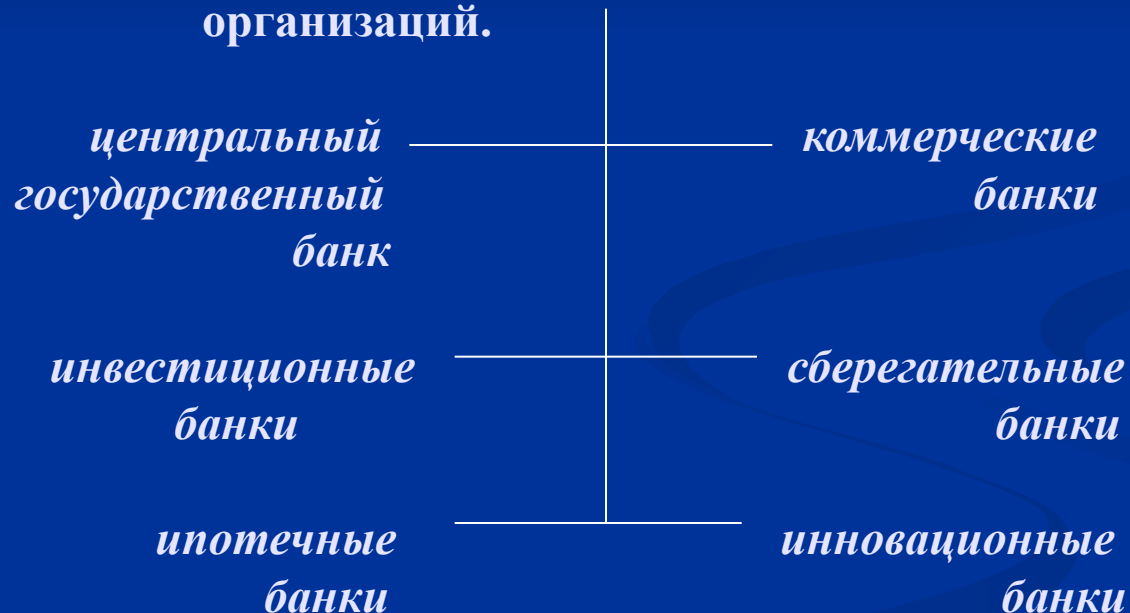 организаций.
центральный
государственный
банк
коммерческие
банки
инвестиционные
банки
сберегательные
банки
ипотечные
банки
инновационные
банки